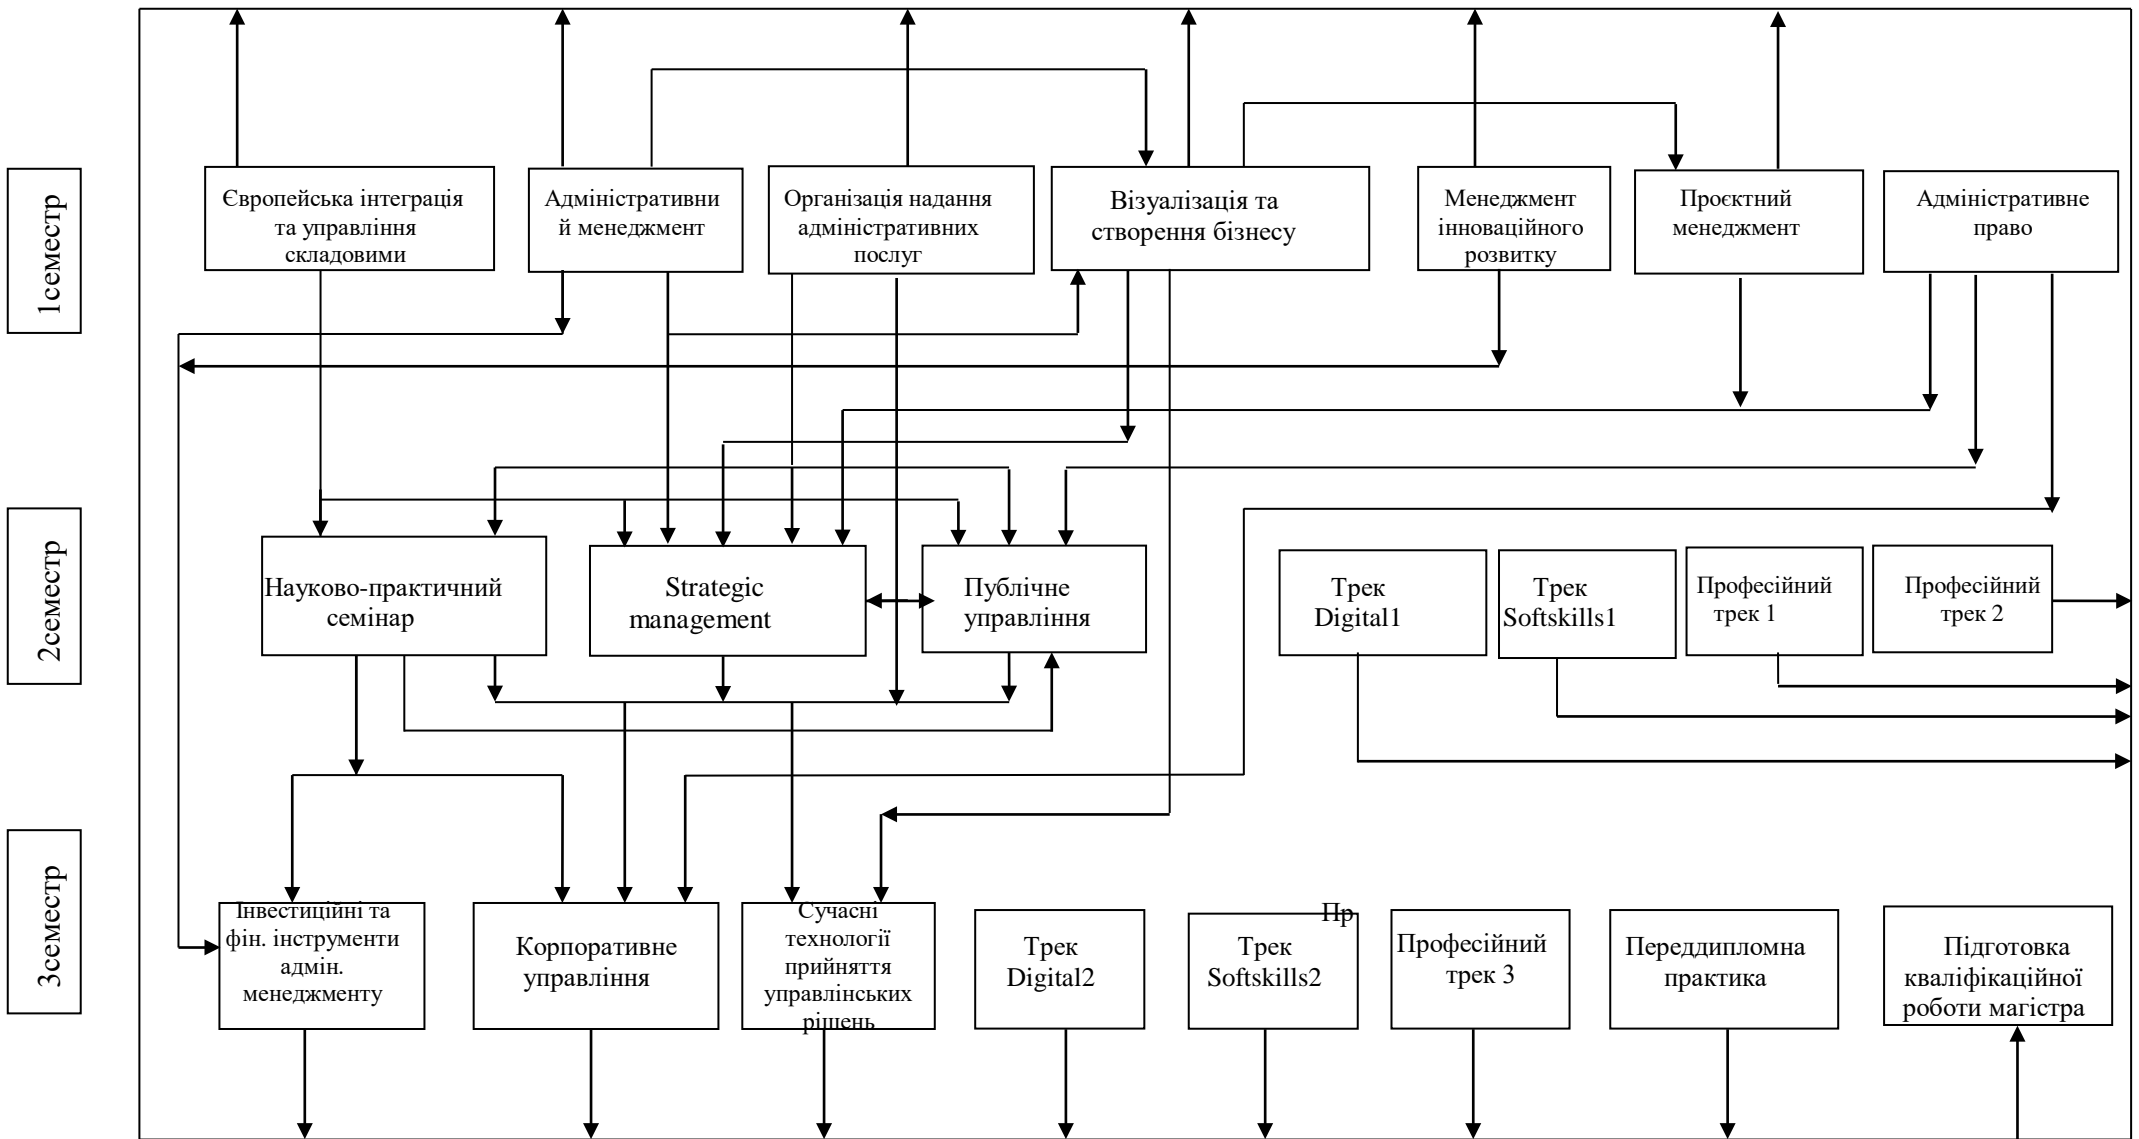 1семестр
Європейська інтеграція
та управління
складовими
Адміністративни
й менеджмент
Організація надання
адміністративних
послуг
Візуалізація та
створення бізнесу
Менеджмент
інноваційного
розвитку
Проєктний
менеджмент
Адміністративне
право
2семестр
Науково-практичний
семінар
Strategic
management
Публічне
управління
Трек
Digital1
Трек
Softskills1
Професійний
трек 1
Професійний
трек 2
3семестр
Інвестиційні та
фін. інструменти
адмін.
менеджменту
Корпоративне
управління
Сучасні
технології
прийняття
управлінських
рішень
Трек
Digital2
Пр
Трек
Softskills2
Професійний
трек 3
Переддипломна
практика
Підготовка
кваліфікаційної
роботи магістра